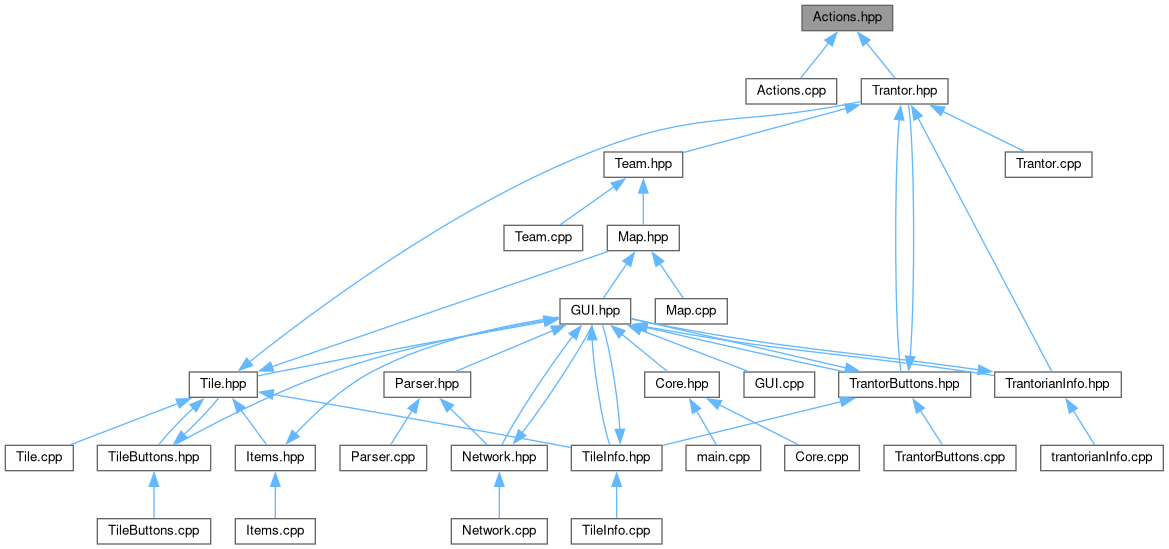 Actions.hpp
Actions.cpp
Trantor.hpp
Team.hpp
Trantor.cpp
Team.cpp
Map.hpp
GUI.hpp
Map.cpp
Tile.hpp
Parser.hpp
Core.hpp
GUI.cpp
TrantorButtons.hpp
TrantorianInfo.hpp
Tile.cpp
TileButtons.hpp
Items.hpp
Parser.cpp
Network.hpp
TileInfo.hpp
main.cpp
Core.cpp
TrantorButtons.cpp
trantorianInfo.cpp
TileButtons.cpp
Items.cpp
Network.cpp
TileInfo.cpp